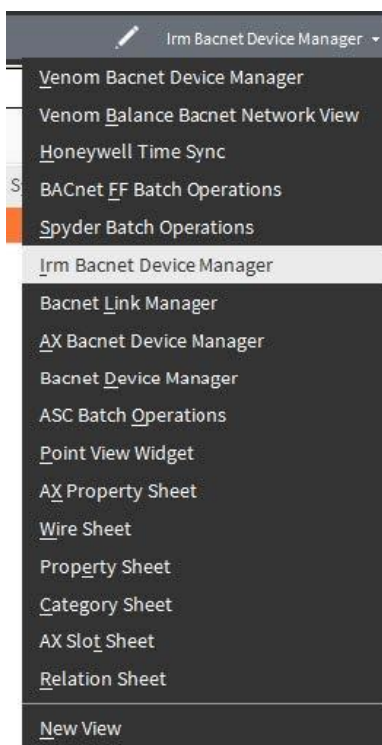 Irm Bacnet Device Manager
Venom Bacnet Device Manager
Venom Balance Bacnet Network View
Honeywell Time Sync
S
BACnet FF Batch Operations
Spyder Batch Operations
Irm Bacnet Device Manager
Bacnet Link Manager
AX Bacnet Device Manager
Bacnet Device Manager
ASC Batch Operations
Point View Widget
AX Property Sheet
Wire Sheet
Property Sheet
Category Sheet
AX Slot Sheet
Relation Sheet
New View